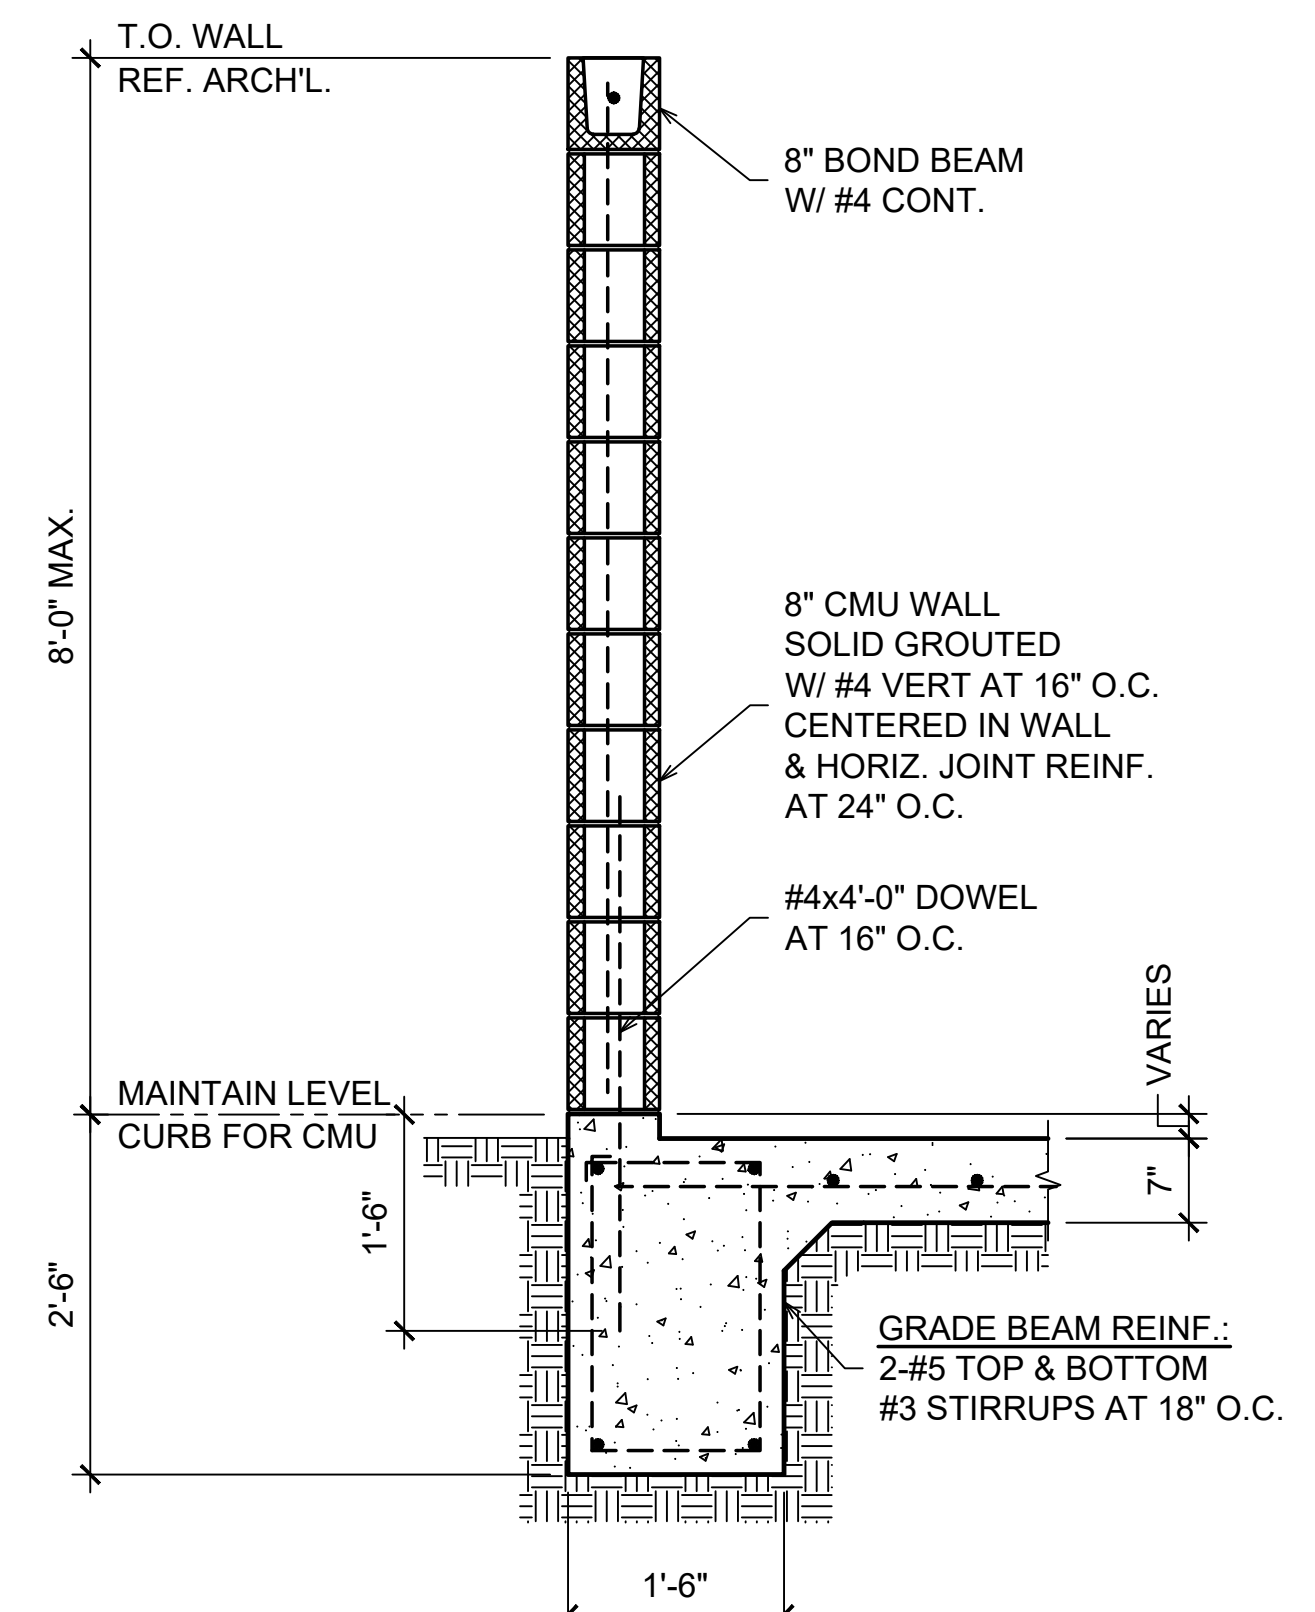 T.O. WALL
REF. ARCH'L.
8" BOND BEAM
W/ #4 CONT.
8'-0" MAX.
8" CMU WALL
SOLID GROUTED
W/ #4 VERT AT 16" O.C.
CENTERED IN WALL
& HORIZ. JOINT REINF.
AT 24" O.C.
#4x4'-0" DOWEL
AT 16" O.C.
VARIES
MAINTAIN LEVEL
CURB FOR CMU
7"
1'-6"
2'-6"
GRADE BEAM REINF.:
2-#5 TOP & BOTTOM
#3 STIRRUPS AT 18" O.C.
1'-6"